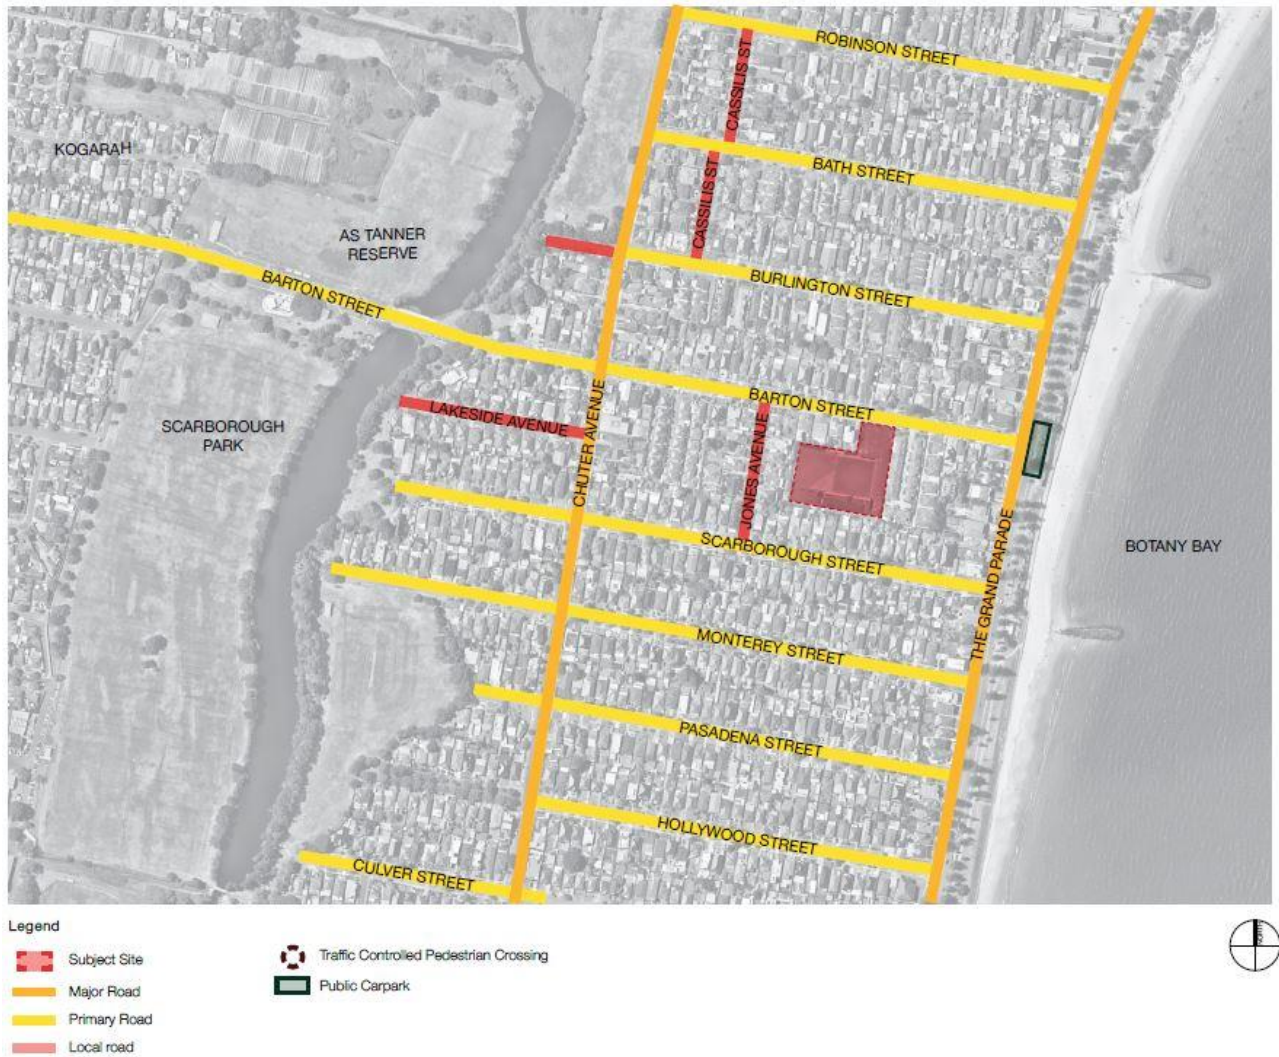 ROBINSON STREET
CASSILIS ST
KOGARAH
BATH STREET
CASSILIS ST
AS TANNER
RESERVE
BURLINGTON STREET
BARTON STREET
BARTON STREET
LAKESIDE AVENUE
SCARBOROUGH
PARK
CHUTER AVENUE
JONES AVENUE
SCARBOROUGH STREET
THE GRAND PARADE
BOTANY BAY
MONTEREY STREET
PASADENA STREET
HOLLYWOOD STREET
CULVER STREET
Legend
Subject Site
Major Road
Primary Road
Local road
Traffic Controlled Pedestrian Crossing
Public Carpark